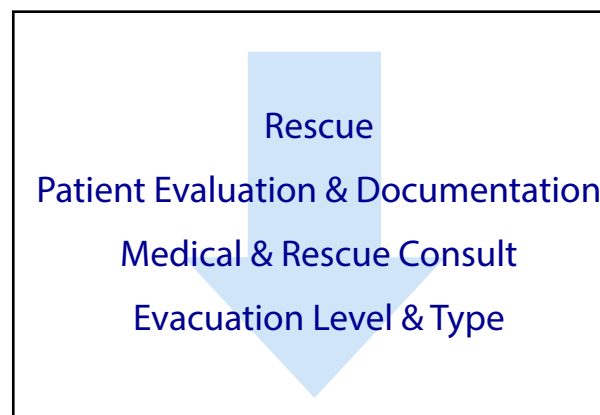 Rescue
Patient Evaluation & Documentation
Medical & Rescue Consult
Evacuation Level & Type